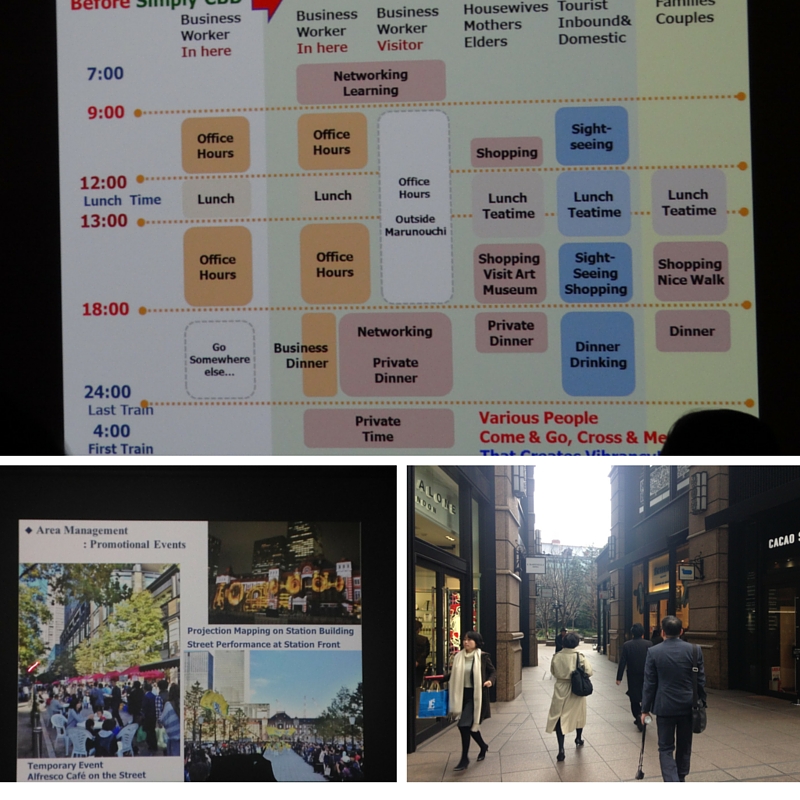 Before Simply CBD
Business
Worker
In here
Business
Worker
In here
Business
Worker
Visitor
Housewives
Mothers
Elders
Tourist
Inbound&
Domestic
Families
Couples
7:00
Networking
Learning
9:00
Office
Hours
Office
Hours
Office
Hours
Outside
Marunouchi
Shopping
Sight-
seeing
12:00
Lunch Time
Lunch
Lunch
Lunch
Teatime
Lunch
Teatime
Lunch
Teatime
13:00
Office
Hours
Office
Hours
Shopping
Visit Art
Museum
Sight-
Seeing
Shopping
Shopping
Nice Walk
18:00
Go
Somewhere
else...
Business
Dinner
Networking
Private
Dinner
Private
Dinner
Dinner
Drinking
Dinner
24:00
Last Train
4:00
First Train
Private
Time
Various People
Come & Go, Cross & Me
That Creates Vibrancy
◆ Area Management
: Promotional Events
Projection Mapping on Station Building
Street Performance at Station Front
Temporary Event
Alfresco Café on the Street
ALONE
NDON
CACAO S